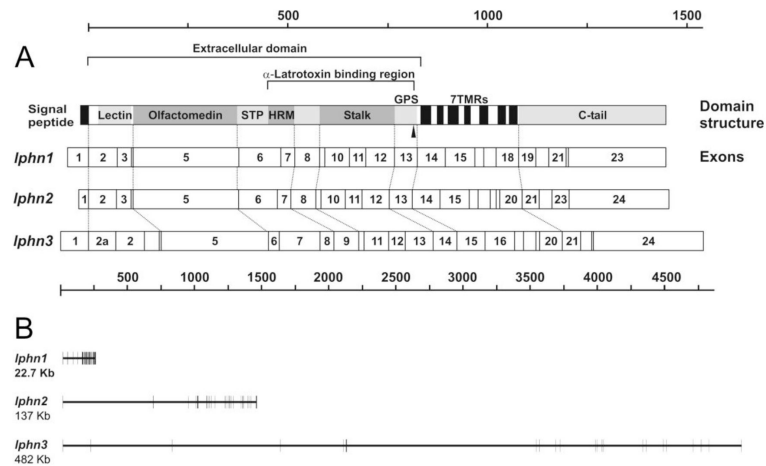 500 1000 1500
Extracellular domain
A
α-Latrotoxin binding region
GPS 7TMRs
Signal peptide Lectin Olfactomedin STP HRM Stalk C-tail Domain structure
lphn1 1 2 3 5 6 7 8 10 11 12 13 14 15 18 19 21 23 Exons
lphn2 1 2 3 5 6 7 8 10 11 12 13 14 15 20 21 23 24
lphn3 1 2a 2 5 6 7 8 9 11 12 13 14 15 16 20 21 24
500 1000 1500 2000 2500 3000 3500 4000 4500
B
lphn1
22.7 Kb
lphn2
137 Kb
lphn3
482 Kb